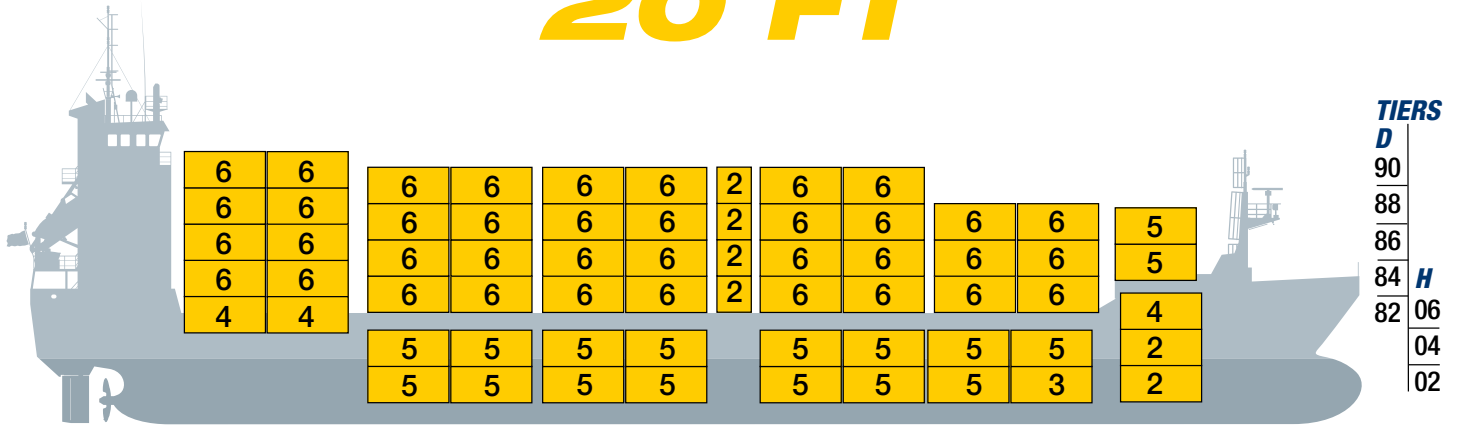 20 FT
TIERS
D
6 6 90
6 6 6 6 2 6 6
6 6 88
6 6 6 6 2 6 6 6 6 5
6 6 86
6 6 6 6 2 6 6 6 6 5
6 6 84 H
6 6 6 6 2 6 6 6 6
4 4 4 82 06
5 5 5 5 5 5 5 5 2 04
5 5 5 5 5 5 5 3 2 02